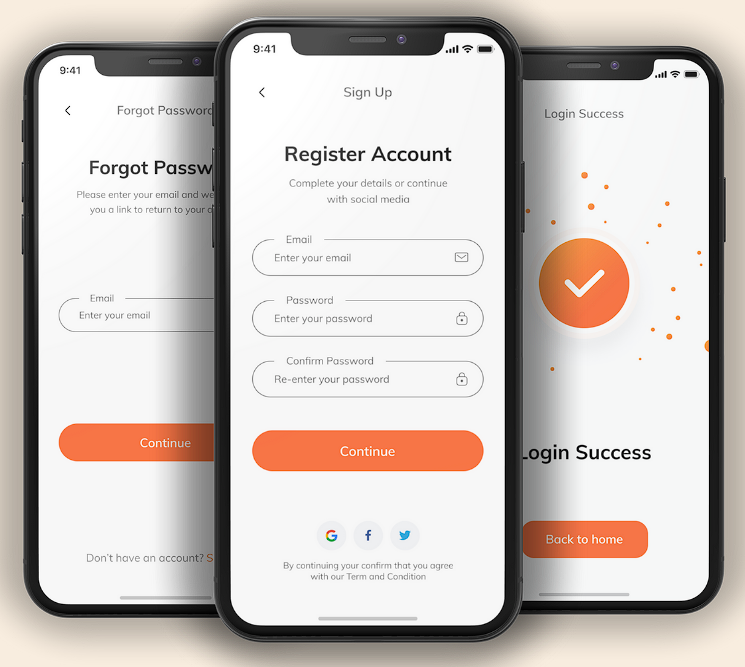 9:41
Forgot Password
Forgot Passw
Please enter your email and we
you a link to return to your
Email
Enter your email
Continue
Don't have an account? S
9:41
Sign Up
Register Account
Complete your details or continue
with social media
Email
Enter your email
Password
Enter your password
Confirm Password
Re-enter your password
Continue
G
f
By continuing your confirm that you agree
with our Term and Condition
Login Success
Login Success
Back to home